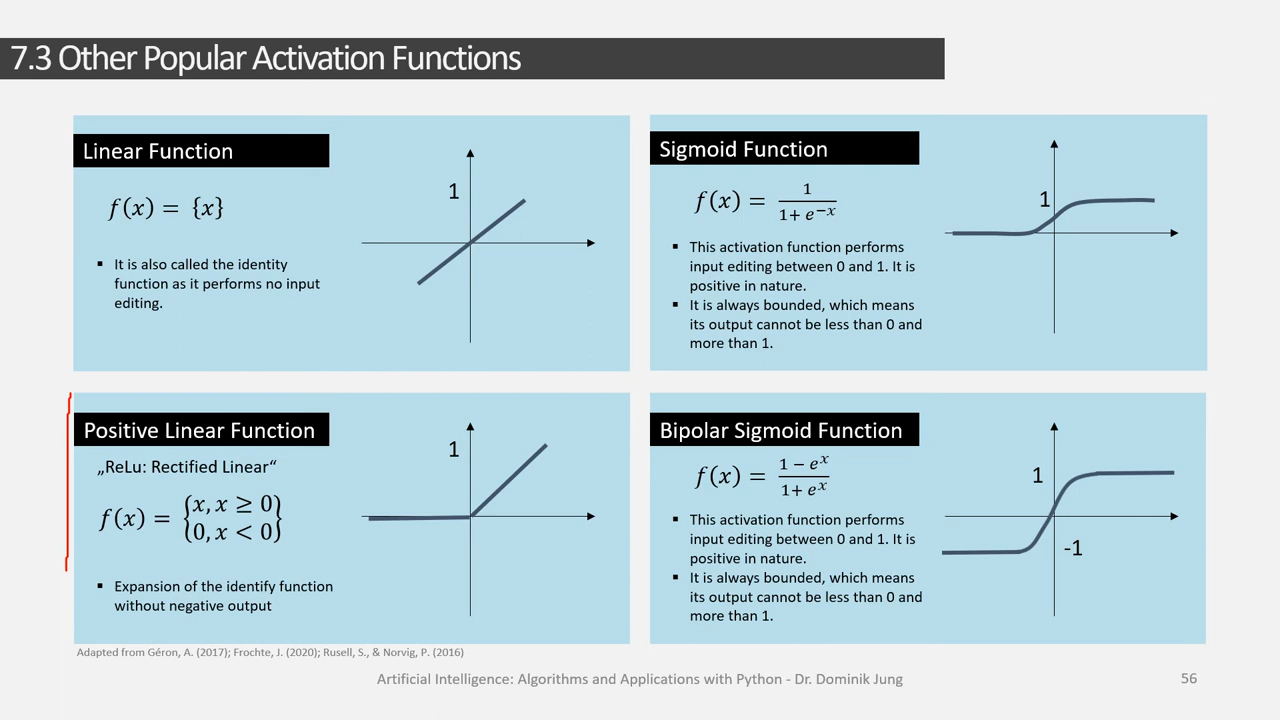 7.3 Other Popular Activation Functions
Linear Function
f(x) = {x}
▪ It is also called the identity
function as it performs no input
editing.
1
Sigmoid Function
f(x) = 1 / 1+ e^−x
▪ This activation function performs
input editing between 0 and 1. It is
positive in nature.
▪ It is always bounded, which means
its output cannot be less than 0 and
more than 1.
1
Positive Linear Function
„ReLu: Rectified Linear“
f(x) = {x, x ≥ 0}
{0, x < 0}
▪ Expansion of the identify function
without negative output
1
Bipolar Sigmoid Function
f(x) = 1 − e^x / 1+ e^x
▪ This activation function performs
input editing between 0 and 1. It is
positive in nature.
▪ It is always bounded, which means
its output cannot be less than 0 and
more than 1.
1
-1
Adapted from Géron, A. (2017); Frochte, J. (2020); Rusell, S., & Norvig, P. (2016)
Artificial Intelligence: Algorithms and Applications with Python - Dr. Dominik Jung
56